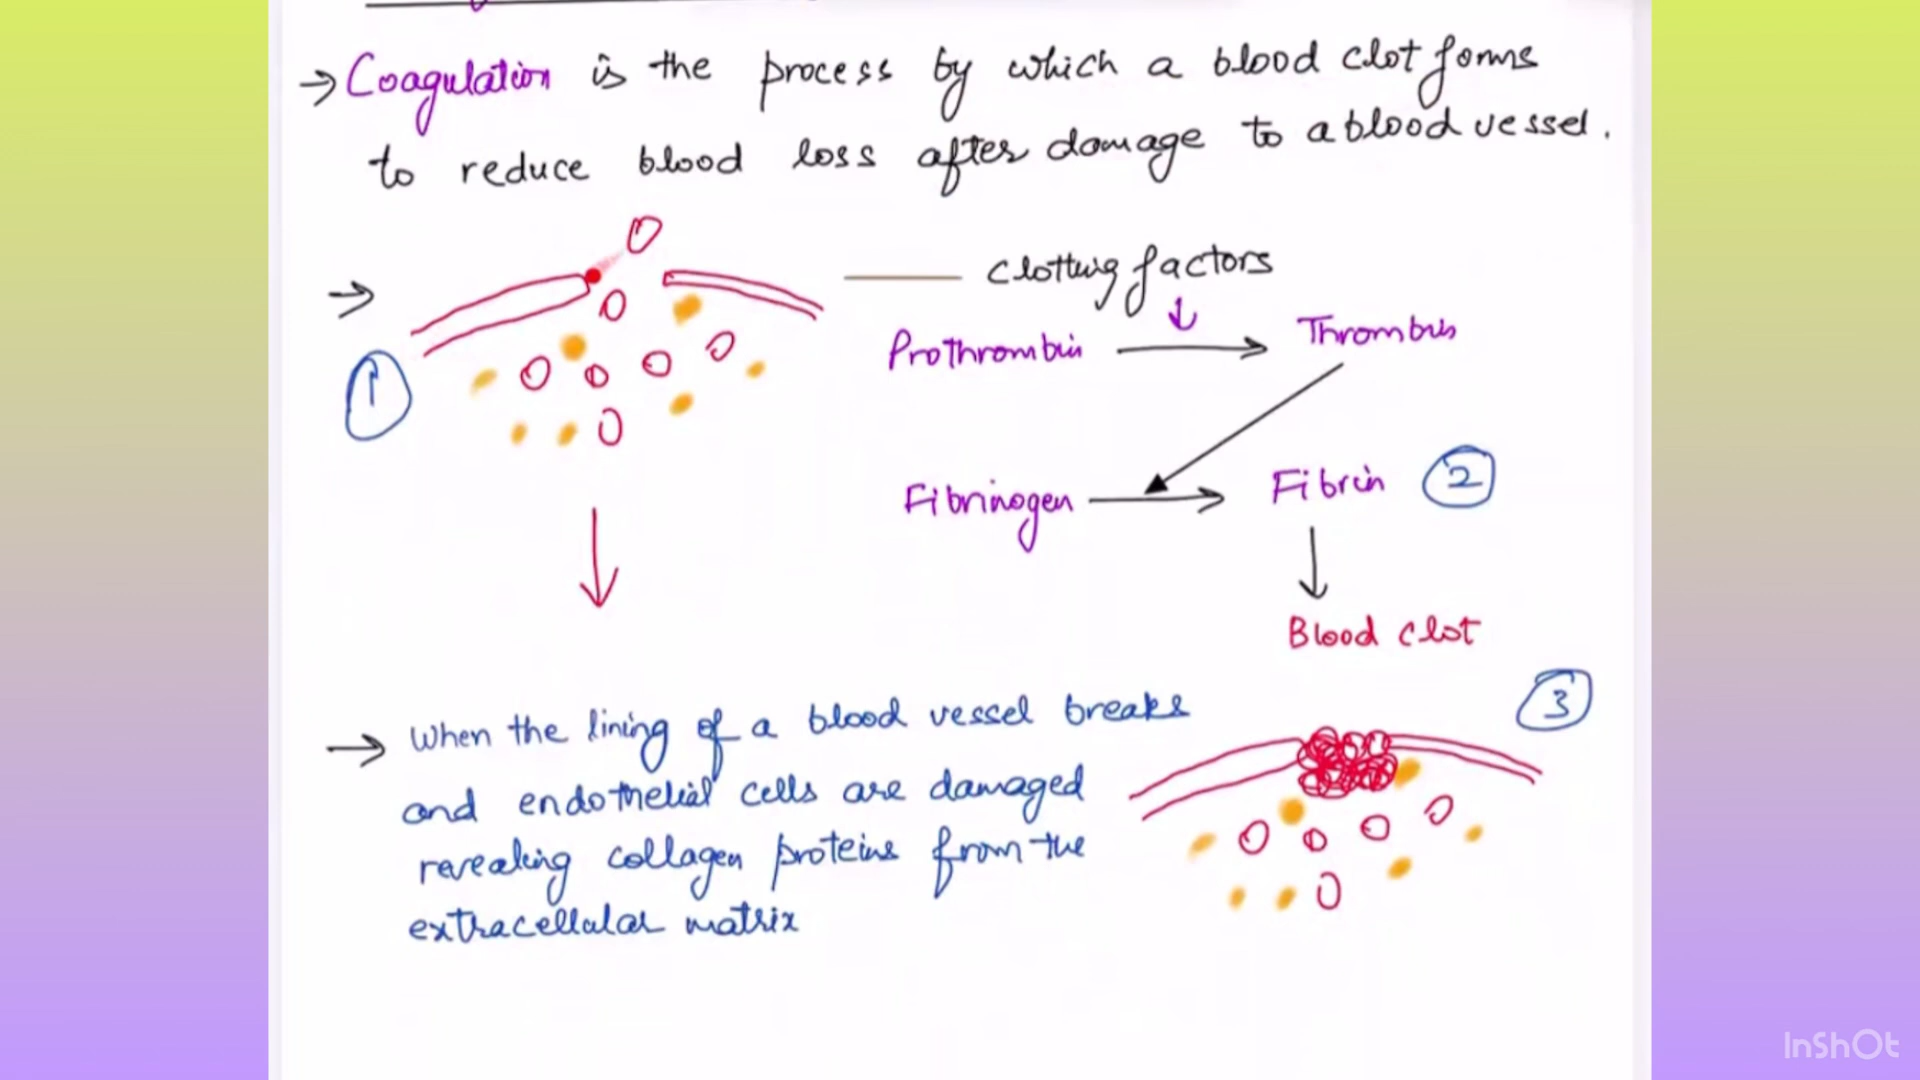 → Coagulation is the process by which a blood clot forms
to reduce blood loss after damage to a blood vessel.
→
1
Clotting factors
↓
Prothrombin → Thrombin
Fibrinogen → Fibrin 2
↓
Blood clot
3
→ When the lining of a blood vessel breaks
and endothelial cells are damaged
revealing collagen proteins from the
extracellular matrix
InShOt